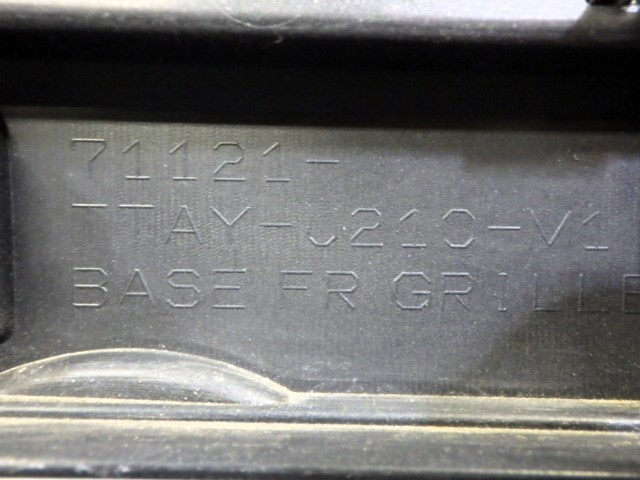 71121-
TTAY-J210-V1
BASE FR GRILLE